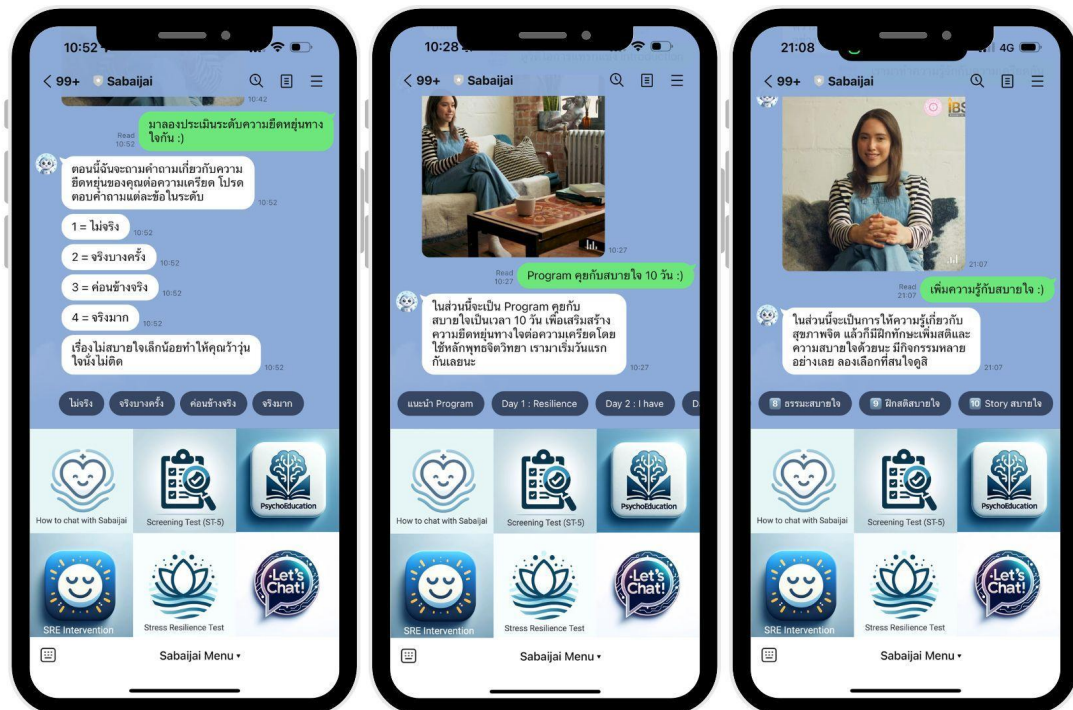 10:52
< 99+ Sabaijai
10:42
มาลองประเมินระดับความยืดหยุ่นทาง
ใจกัน :)
Read
10:52
ตอนนี้ฉันจะถามคำถามเกี่ยวกับความ
ยืดหยุ่นของคุณต่อความเครียด โปรด
ตอบคำถามแต่ละข้อในระดับ
10:52
1 = ไม่จริง
10:52
2 = จริงบางครั้ง
10:52
3 = ค่อนข้างจริง
10:52
4 = จริงมาก
10:52
เรื่องไม่สบายใจเล็กน้อยทำให้คุณว้าวุ่น
ใจนั่งไม่ติด
10:52
ไม่จริง
จริงบางครั้ง
ค่อนข้างจริง
จริงมาก
How to chat with Sabaijai
Screening Test (ST-5)
PsychoEducation
SRE Intervention
Stress Resilience Test
Let's
Chat!
Sabaijai Menu
10:28
< 99+ Sabaijai
10:27
Read
10:27
Program คุยกับสบายใจ 10 วัน :)
ในส่วนนี้จะเป็น Program คุยกับ
สบายใจเป็นเวลา 10 วัน เพื่อเสริมสร้าง
ความยืดหยุ่นทางใจต่อความเครียดโดย
ใช้หลักพุทธจิตวิทยา เรามาเริ่มวันแรก
กันเลยนะ
10:27
แนะนำ Program
Day 1 : Resilience
Day 2 : I have
D
How to chat with Sabaijai
Screening Test (ST-5)
PsychoEducation
SRE Intervention
Stress Resilience Test
Let's
Chat!
Sabaijai Menu
21:08
4G
< 99+ Sabaijai
iBS
21:07
Read
21:07
เพิ่มความรู้กับสบายใจ :)
ในส่วนนี้จะเป็นการให้ความรู้เกี่ยวกับ
สุขภาพจิต แล้วก็มีฝึกทักษะเพิ่มสติและ
ความสบายใจด้วยนะ มีกิจกรรมหลาย
อย่างเลย ลองเลือกที่สนใจดูสิ
21:07
8 ธรรมะสบายใจ
9 ฝึกสติสบายใจ
10 Story สบายใจ
How to chat with Sabaijai
Screening Test (ST-5)
PsychoEducation
SRE Intervention
Stress Resilience Test
Let's
Chat!
Sabaijai Menu